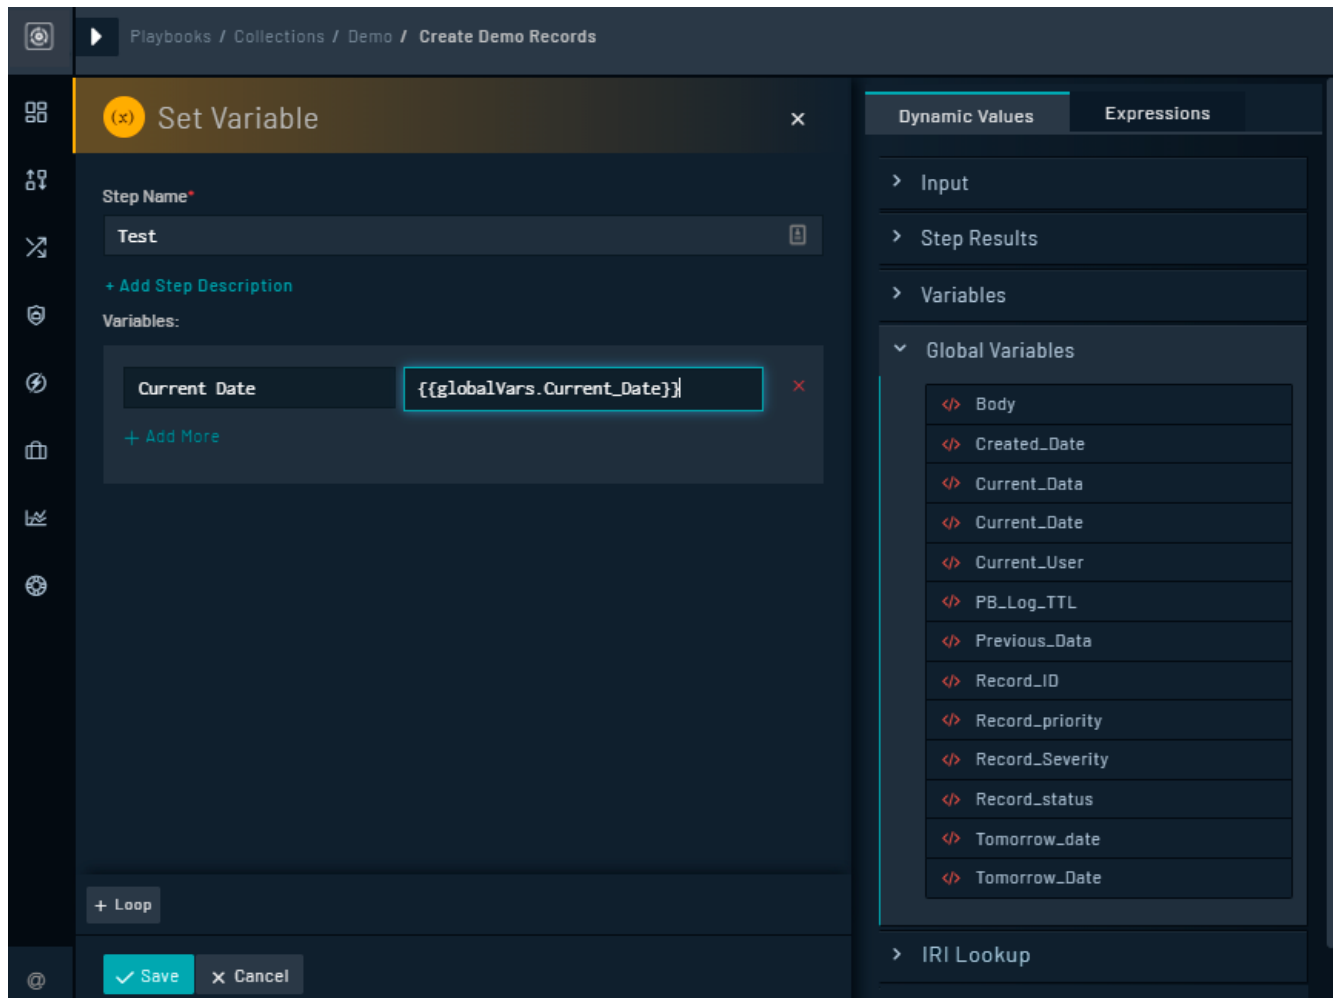 Playbooks / Collections / Demo / Create Demo Records
(x) Set Variable
Step Name*
Test
+ Add Step Description
Variables:
Current Date
{{globalVars.Current_Date}}
+ Add More
+ Loop
Save
Cancel
@
Dynamic Values
Expressions
Input
Step Results
Variables
Global Variables
</> Body
</> Created_Date
</> Current_Data
</> Current_Date
</> Current_User
</> PB_Log_TTL
</> Previous_Data
</> Record_ID
</> Record_priority
</> Record_Severity
</> Record_status
</> Tomorrow_date
</> Tomorrow_Date
IRI Lookup